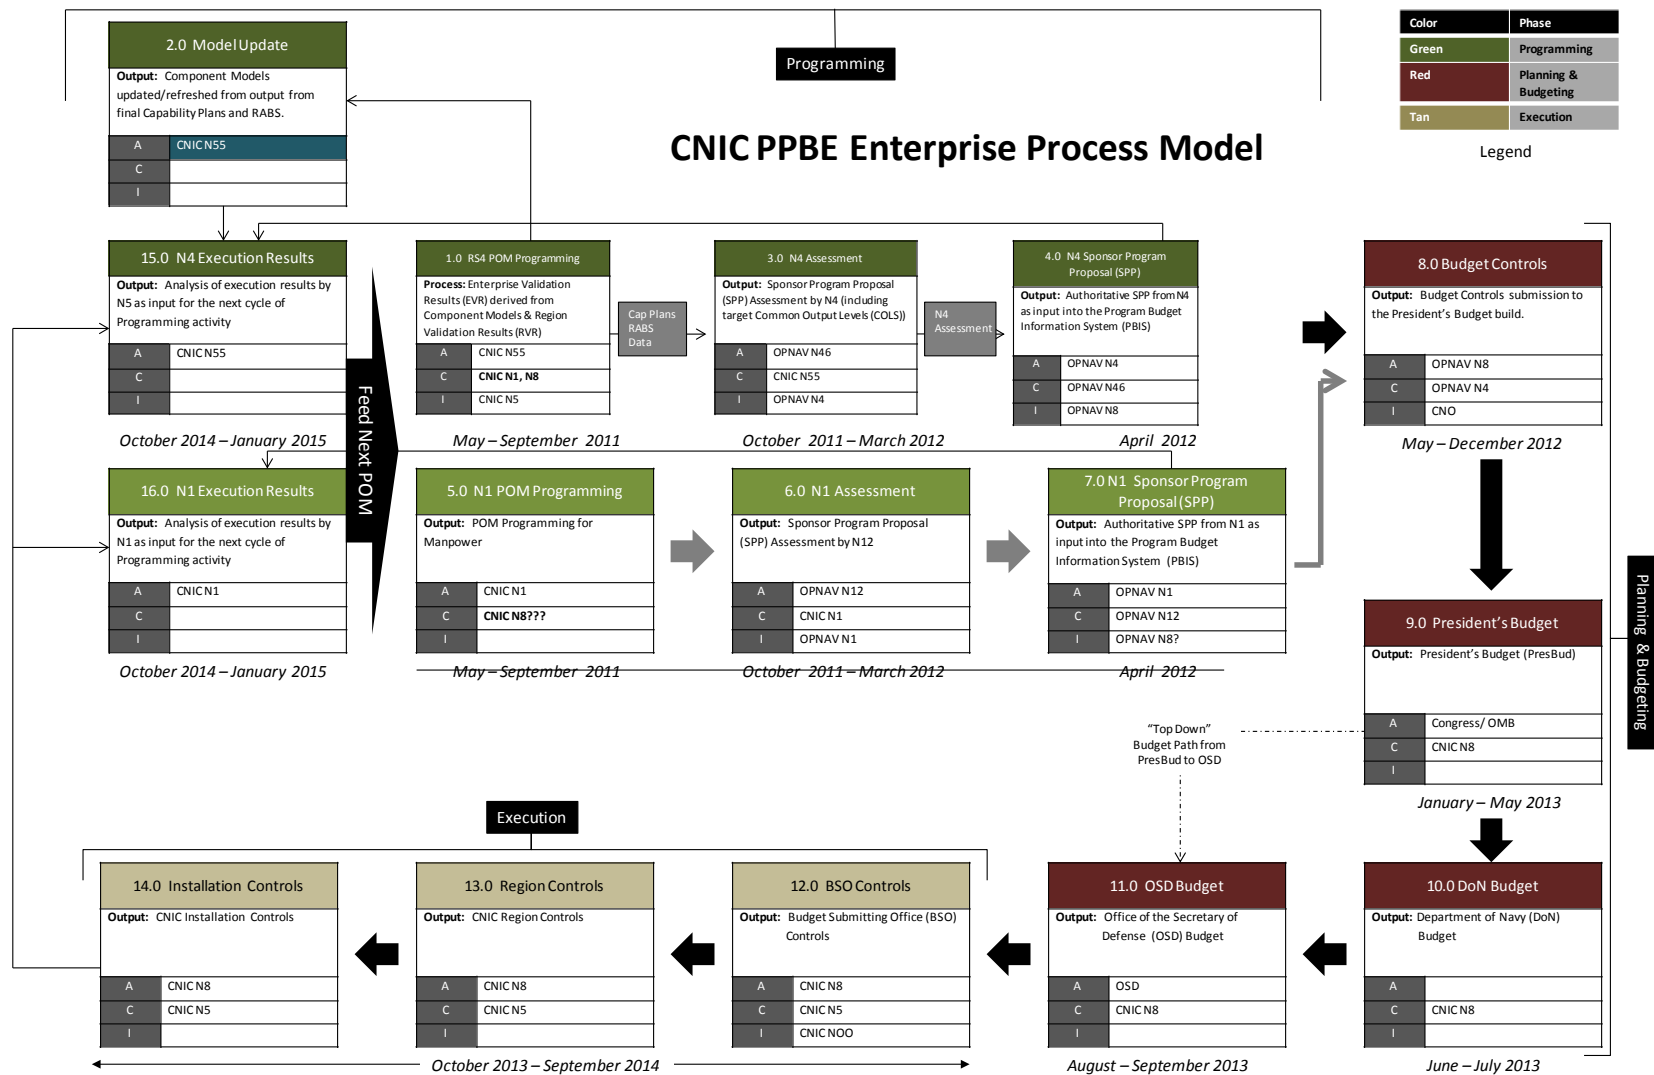 Programming
Color Phase
Green Programming
Red Planning &
Budgeting
Tan Execution
Legend
CNIC PPBE Enterprise Process Model
2.0 Model Update
Output: Component Models
updated/refreshed from output from
final Capability Plans and RABS.
A CNIC N55
C
I
15.0 N4 Execution Results
Output: Analysis of execution results by
N5 as input for the next cycle of
Programming activity
A CNIC N55
C
I
October 2014 – January 2015
Feed Next POM
1.0 RS4 POM Programming
Process: Enterprise Validation
Results (EVR) derived from
Component Models & Region
Validation Results (RVR)
A CNIC N55
C CNIC N1, N8
I CNIC N5
May – September 2011
Cap Plans
RABS
Data
3.0 N4 Assessment
Output: Sponsor Program Proposal
(SPP) Assessment by N4 (including
target Common Output Levels (COLS))
A OPNAV N46
C CNIC N55
I OPNAV N4
October 2011 – March 2012
N4
Assessment
4.0 N4 Sponsor Program
Proposal (SPP)
Output: Authoritative SPP from N4
as input into the Program Budget
Information System (PBIS)
A OPNAV N4
C OPNAV N46
I OPNAV N8
April 2012
8.0 Budget Controls
Output: Budget Controls submission to
the President's Budget build.
A OPNAV N8
C OPNAV N4
I CNO
May – December 2012
16.0 N1 Execution Results
Output: Analysis of execution results by
N1 as input for the next cycle of
Programming activity
A CNIC N1
C
I
October 2014 – January 2015
5.0 N1 POM Programming
Output: POM Programming for
Manpower
A CNIC N1
C CNIC N8???
I
May – September 2011
6.0 N1 Assessment
Output: Sponsor Program Proposal
(SPP) Assessment by N12
A OPNAV N12
C CNIC N1
I OPNAV N1
October 2011 – March 2012
7.0 N1 Sponsor Program
Proposal (SPP)
Output: Authoritative SPP from N1 as
input into the Program Budget
Information System (PBIS)
A OPNAV N1
C OPNAV N12
I OPNAV N8?
April 2012
9.0 President's Budget
Output: President's Budget (PresBud)
A Congress/ OMB
C CNIC N8
I
January – May 2013
Planning & Budgeting
"Top Down"
Budget Path from
PresBud to OSD
Execution
14.0 Installation Controls
Output: CNIC Installation Controls
A CNIC N8
C CNIC N5
I
13.0 Region Controls
Output: CNIC Region Controls
A CNIC N8
C CNIC N5
I
12.0 BSO Controls
Output: Budget Submitting Office (BSO)
Controls
A CNIC N8
C CNIC N5
I CNIC NOO
October 2013 – September 2014
11.0 OSD Budget
Output: Office of the Secretary of
Defense (OSD) Budget
A OSD
C CNIC N8
I
August – September 2013
10.0 DoN Budget
Output: Department of Navy (DoN)
Budget
A
C CNIC N8
I
June – July 2013